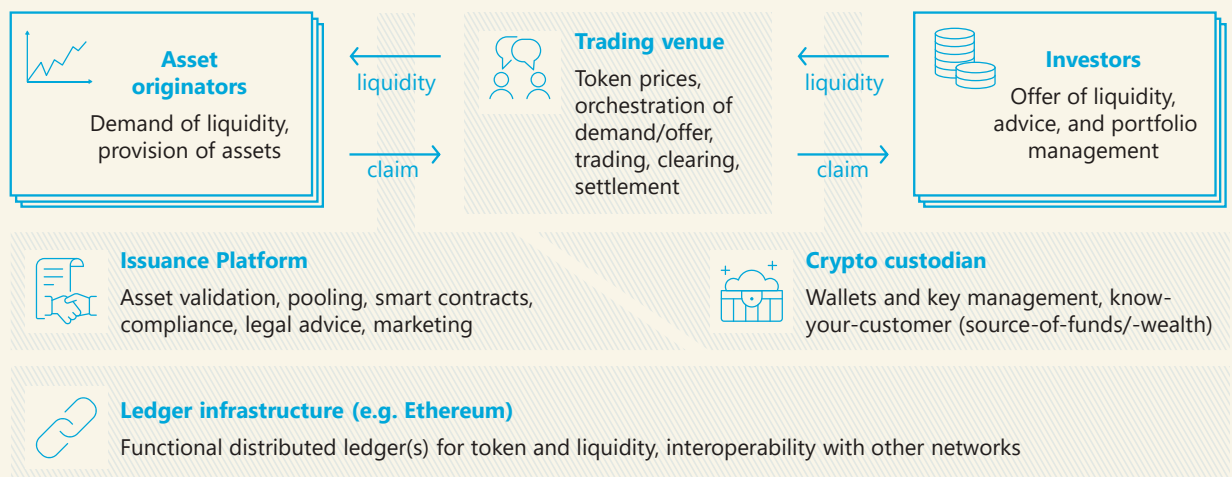 Asset
originators
Demand of liquidity,
provision of assets
liquidity
claim
Trading venue
Token prices,
orchestration of
demand/offer,
trading, clearing,
settlement
liquidity
claim
Investors
Offer of liquidity,
advice, and portfolio
management
Issuance Platform
Asset validation, pooling, smart contracts,
compliance, legal advice, marketing
Crypto custodian
Wallets and key management, know-
your-customer (source-of-funds/-wealth)
Ledger infrastructure (e.g. Ethereum)
Functional distributed ledger(s) for token and liquidity, interoperability with other networks